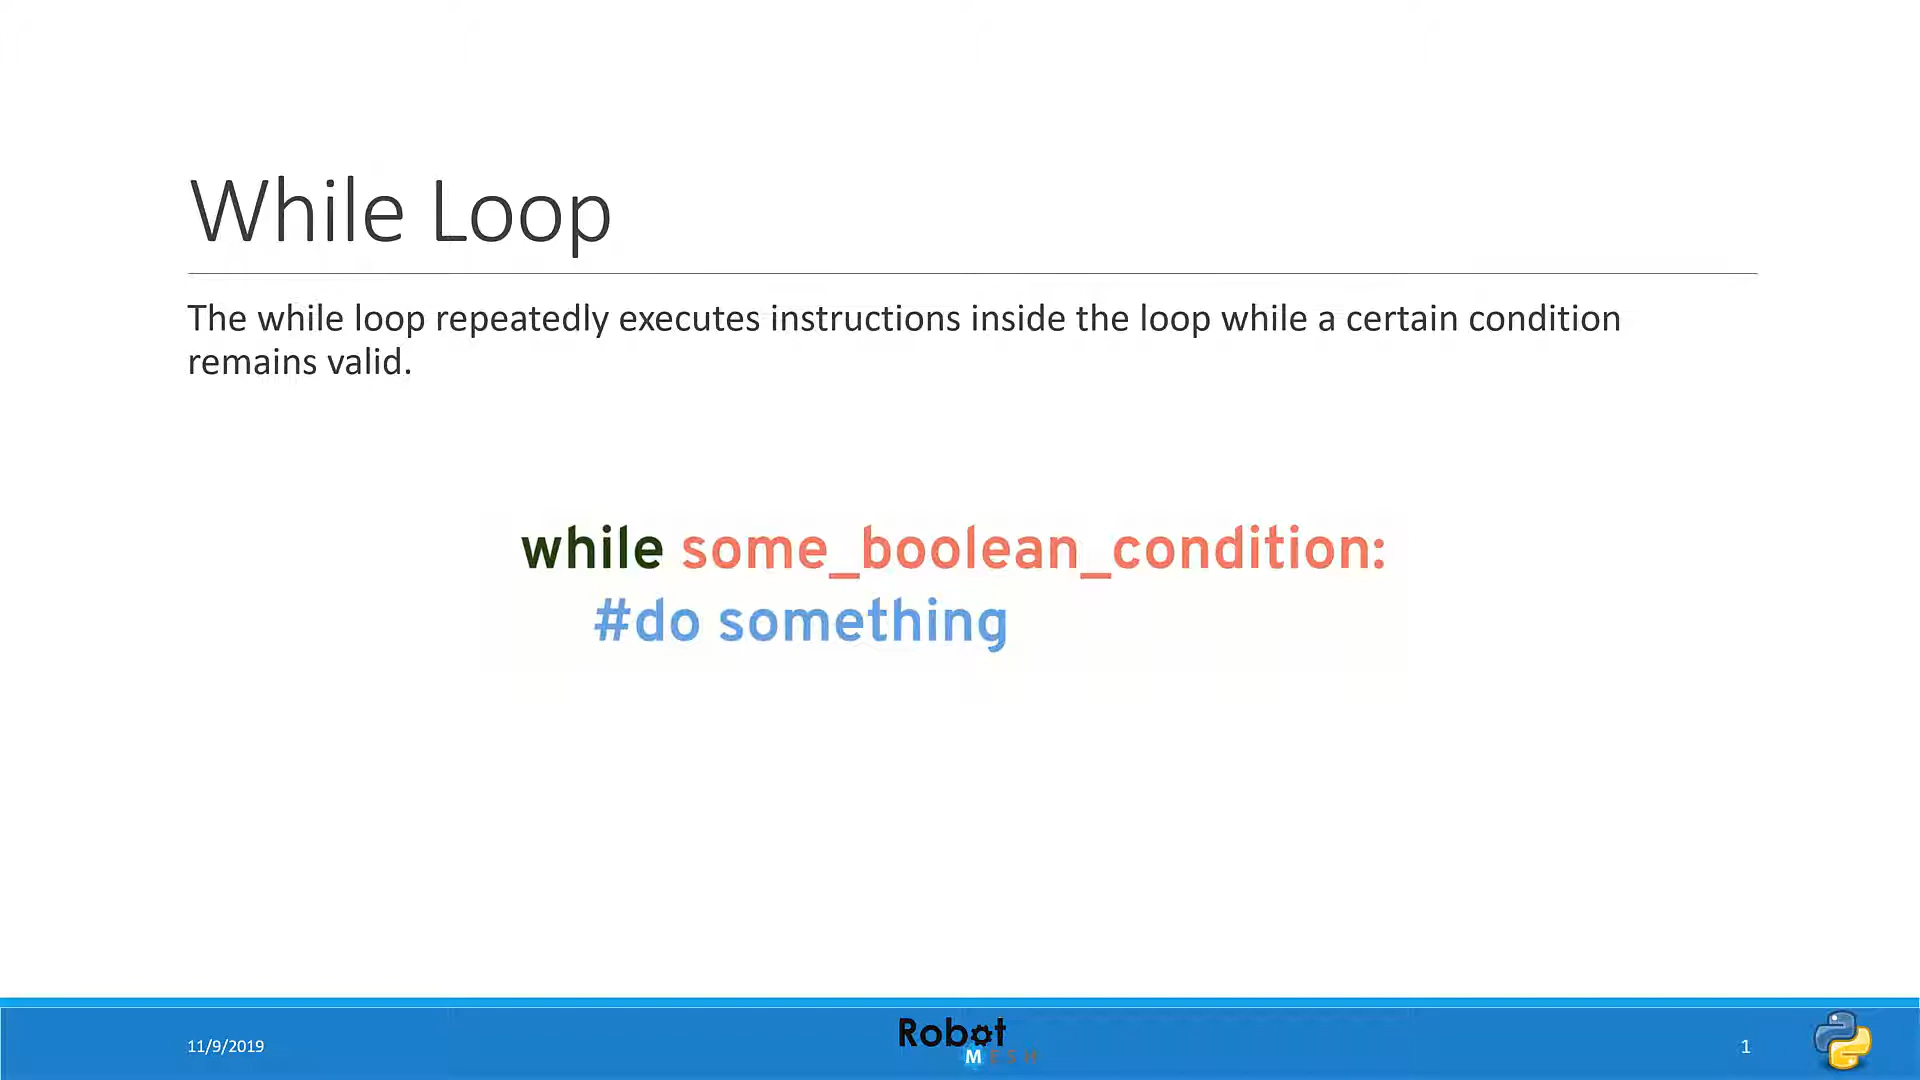 While Loop
The while loop repeatedly executes instructions inside the loop while a certain condition
remains valid.
while some_boolean_condition:
#do something
11/9/2019
Robot
MESH
1